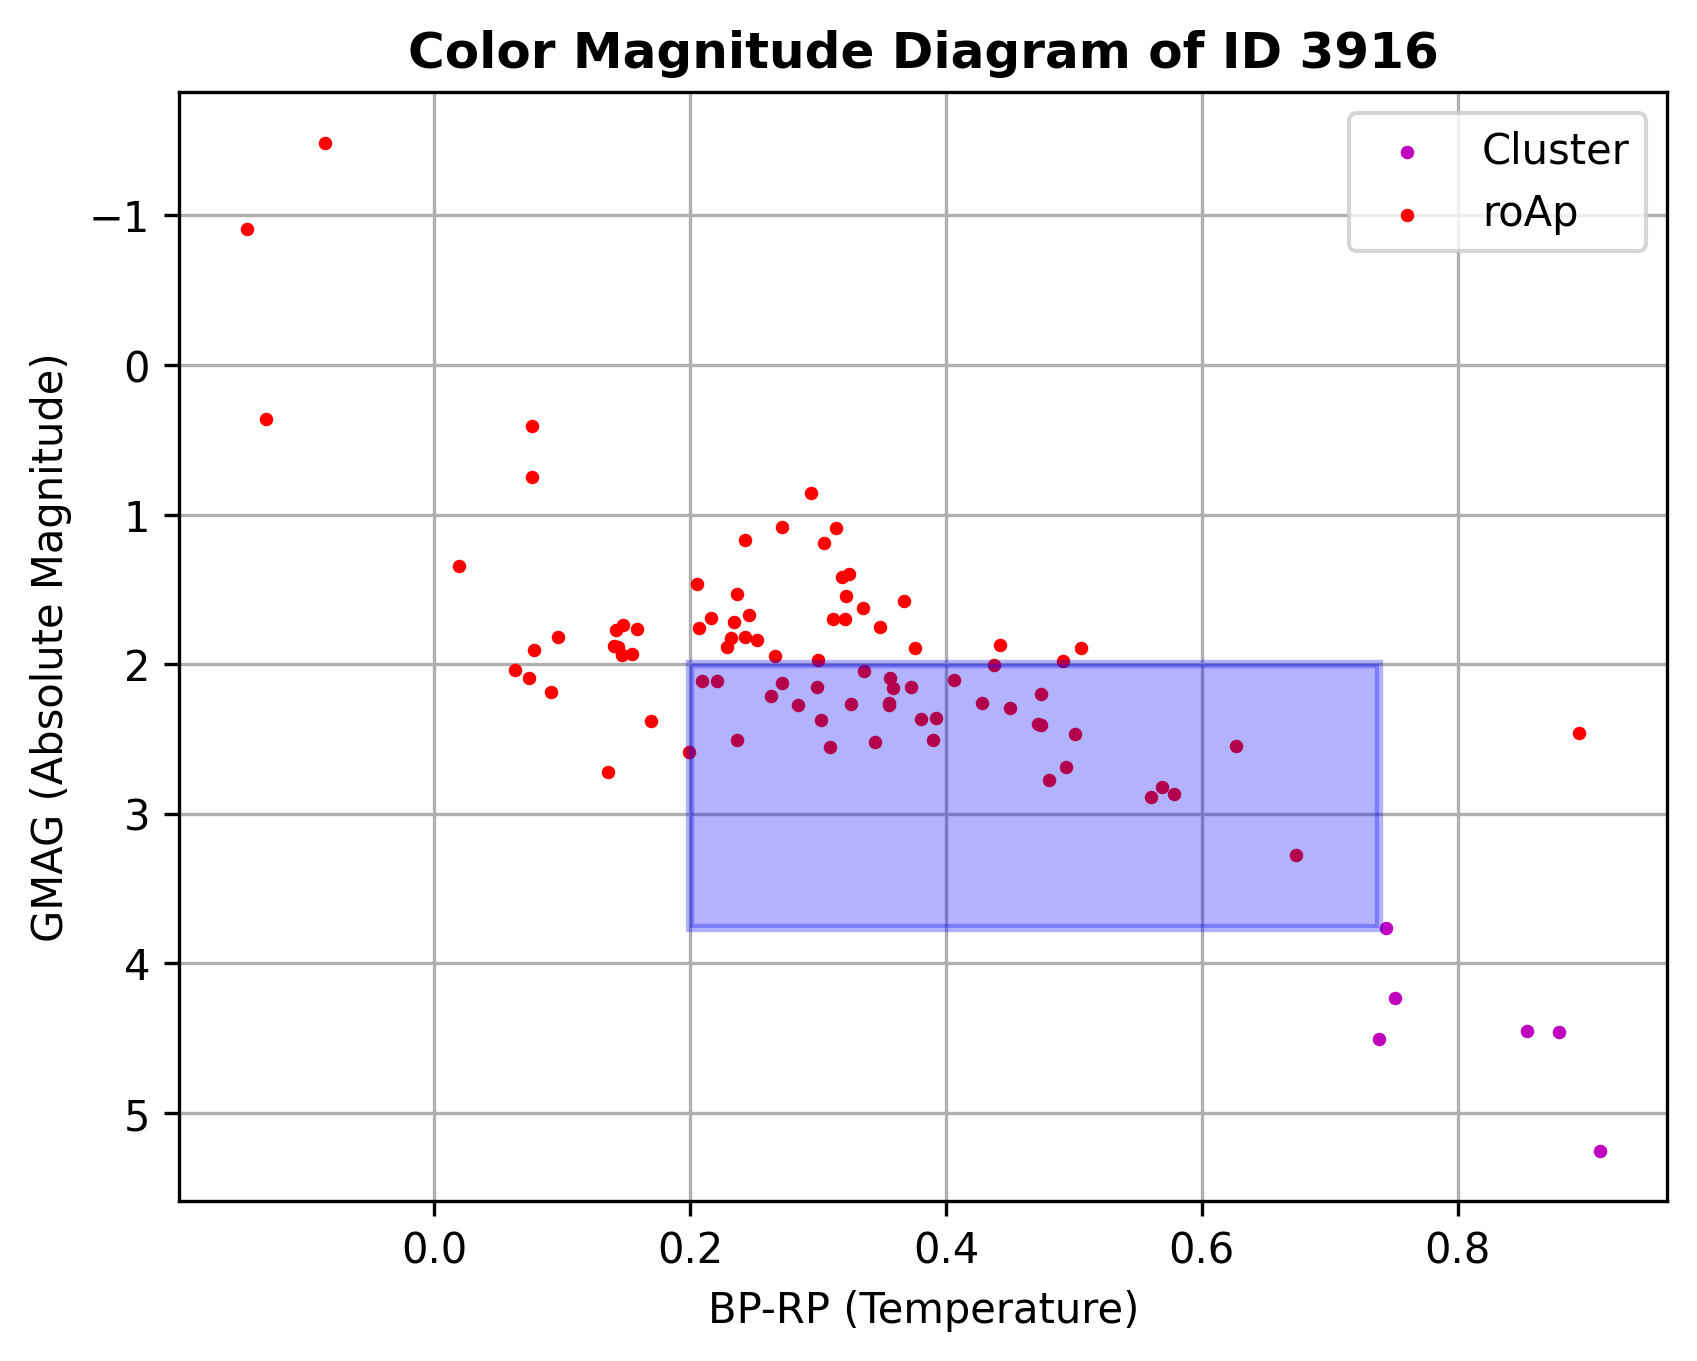 Color Magnitude Diagram of ID 3916
Cluster
roAp
GMAG (Absolute Magnitude)
−1
0
1
2
3
4
5
0.0 0.2 0.4 0.6 0.8
BP-RP (Temperature)